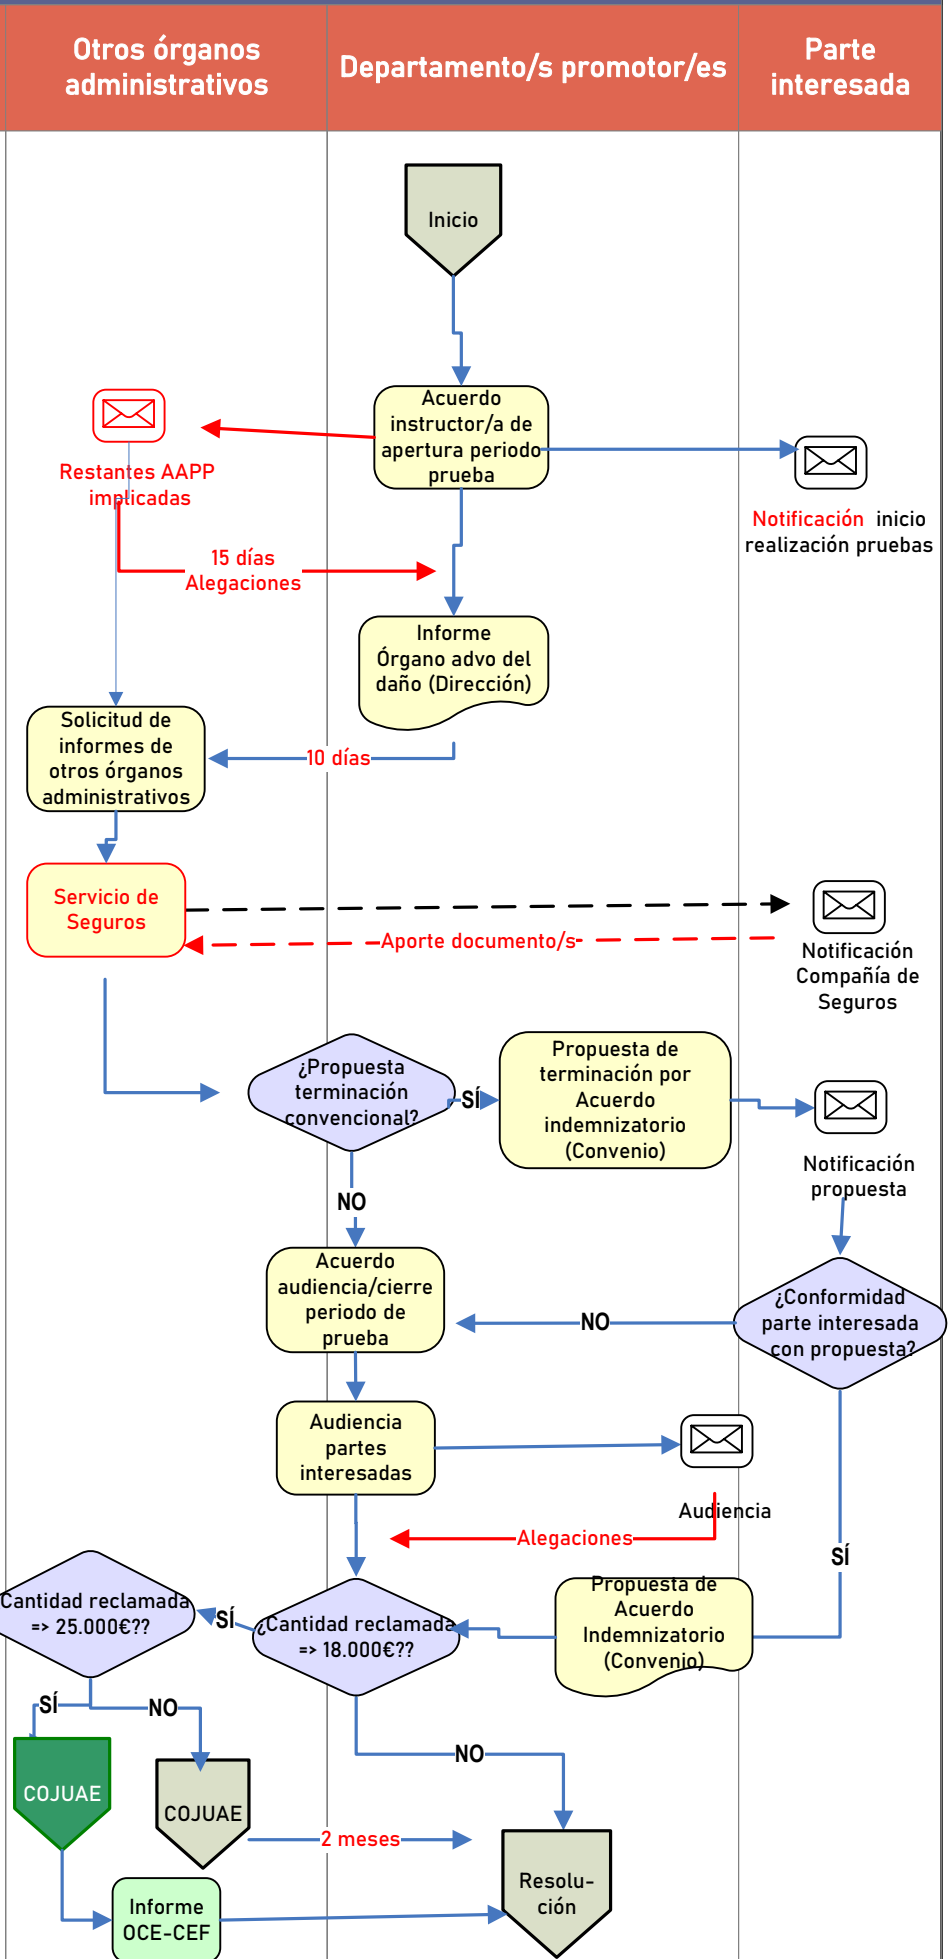 Otros órganos
administrativos
Departamento/s promotor/es
Parte
interesada
Inicio
Acuerdo
instructor/a de
apertura periodo
prueba
Restantes AAPP
implicadas
Notificación inicio
realización pruebas
15 días
Alegaciones
Informe
Órgano advo del
daño (Dirección)
Solicitud de
informes de
otros órganos
administrativos
10 días
Servicio de
Seguros
Aporte documento/s
Notificación
Compañía de
Seguros
¿Propuesta
terminación
convencional?
SÍ
Propuesta de
terminación por
Acuerdo
indemnizatorio
(Convenio)
Notificación
propuesta
NO
Acuerdo
audiencia/cierre
periodo de
prueba
NO
¿Conformidad
parte interesada
con propuesta?
Audiencia
partes
interesadas
Audiencia
Alegaciones
SÍ
Cantidad reclamada
=> 25.000€??
SÍ
¿Cantidad reclamada
=> 18.000€??
Propuesta de
Acuerdo
Indemnizatorio
(Convenio)
SÍ
NO
NO
COJUAE
COJUAE
2 meses
Resolu-
ción
Informe
OCE-CEF